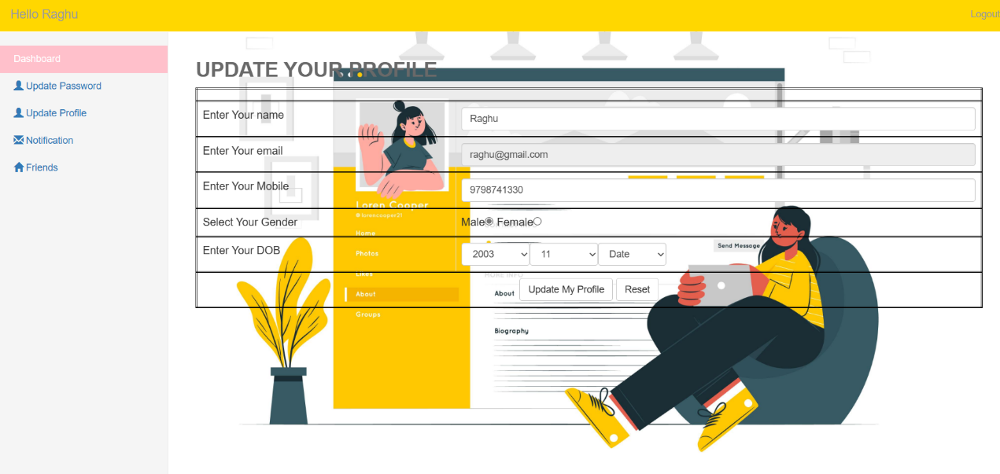 Hello Raghu
Logout
Dashboard
Update Password
Update Profile
Notification
Friends
UPDATE YOUR PROFILE
Enter Your name
Raghu
Enter Your email
raghu@gmail.com
Enter Your Mobile
9798741330
Loren Cooper
@lorencooper21
Select Your Gender
Male Female
Home
Enter Your DOB
2003 11 Date
Send Message
Photos
Likes
MORE INFO
Update My Profile Reset
About
About
Groups
Biography